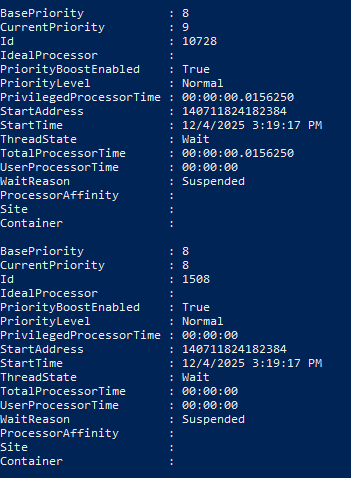 BasePriority : 8
CurrentPriority : 9
Id : 10728
IdealProcessor :
PriorityBoostEnabled : True
PriorityLevel : Normal
PrivilegedProcessorTime : 00:00:00.0156250
StartAddress : 140711824182384
StartTime : 12/4/2025 3:19:17 PM
ThreadState : Wait
TotalProcessorTime : 00:00:00.0156250
UserProcessorTime : 00:00:00
WaitReason : Suspended
ProcessorAffinity :
Site :
Container :

BasePriority : 8
CurrentPriority : 8
Id : 1508
IdealProcessor :
PriorityBoostEnabled : True
PriorityLevel : Normal
PrivilegedProcessorTime : 00:00:00
StartAddress : 140711824182384
StartTime : 12/4/2025 3:19:17 PM
ThreadState : Wait
TotalProcessorTime : 00:00:00
UserProcessorTime : 00:00:00
WaitReason : Suspended
ProcessorAffinity :
Site :
Container :